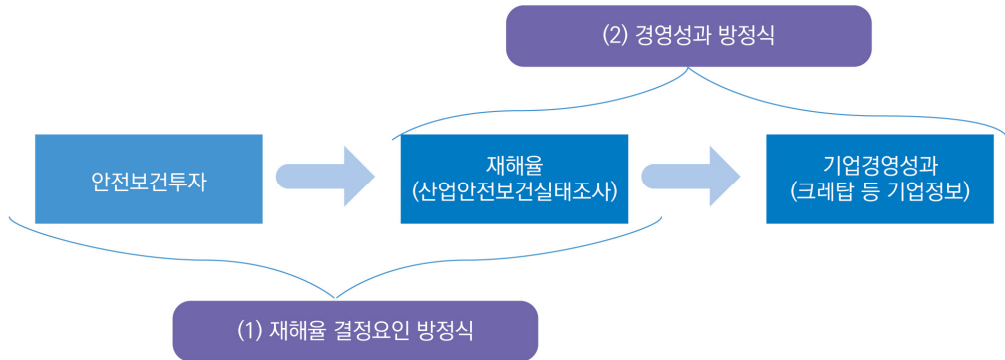 (2) 경영성과 방정식
안전보건투자
재해율
(산업안전보건실태조사)
기업경영성과
(크레탑 등 기업정보)
(1) 재해율 결정요인 방정식